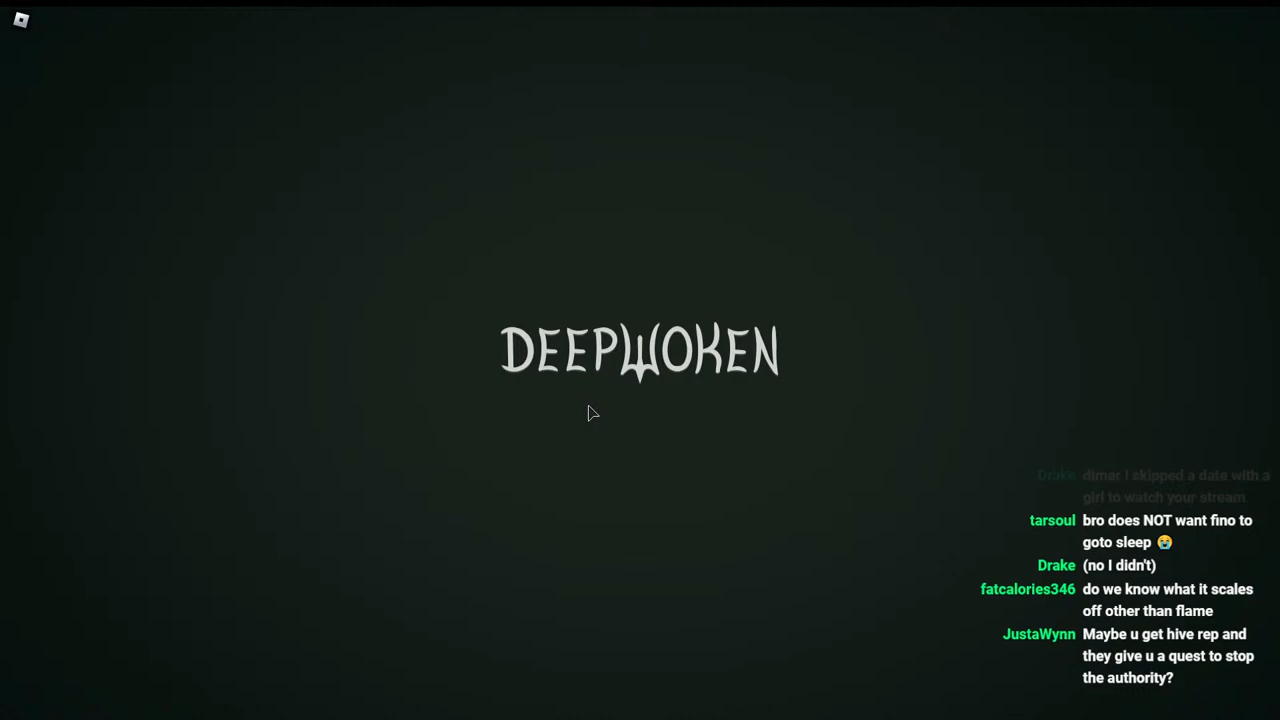 DEEPWOKEN
Drake dimer I skipped a date with a
girl to watch your stream
tarsoul bro does NOT want fino to
goto sleep 😭
Drake (no I didn't)
fatcalories346 do we know what it scales
off other than flame
JustaWynn Maybe u get hive rep and
they give u a quest to stop
the authority?